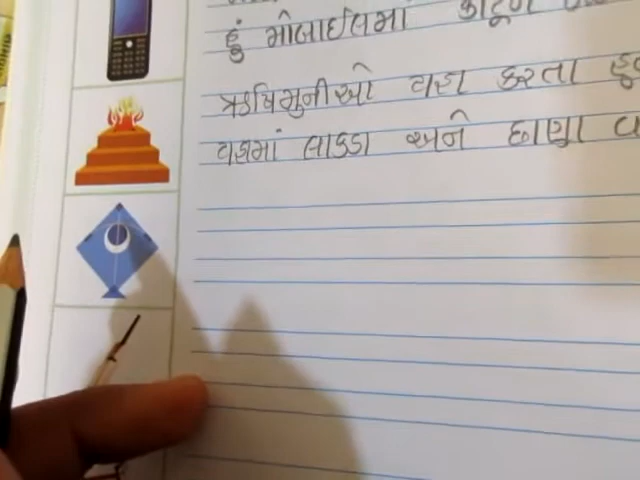 હું મોબાઈલમાં કાર્ટૂન
ઋષિમુનીઓ યજ્ઞ કરતા
યજ્ઞમાં લાકડા અને છાણા